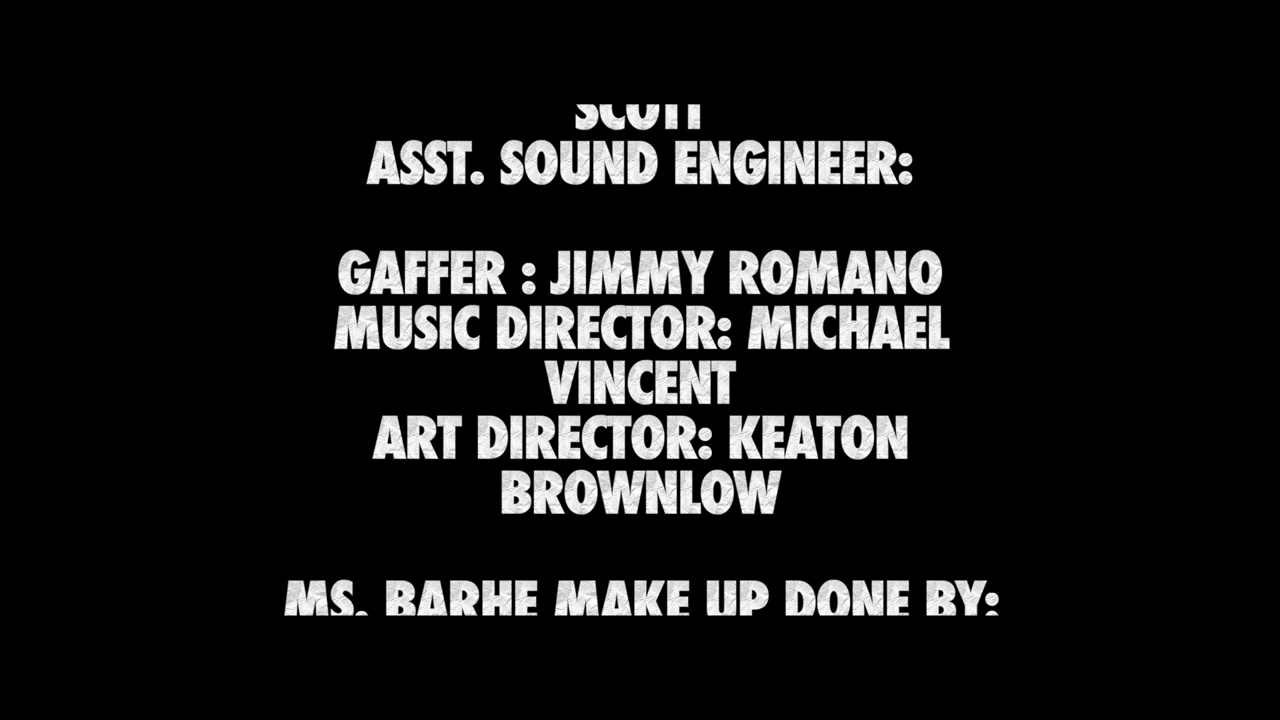 SCOTT
ASST. SOUND ENGINEER:
GAFFER : JIMMY ROMANO
MUSIC DIRECTOR: MICHAEL
VINCENT
ART DIRECTOR: KEATON
BROWNLOW
MS. BARHE MAKE UP DONE BY: